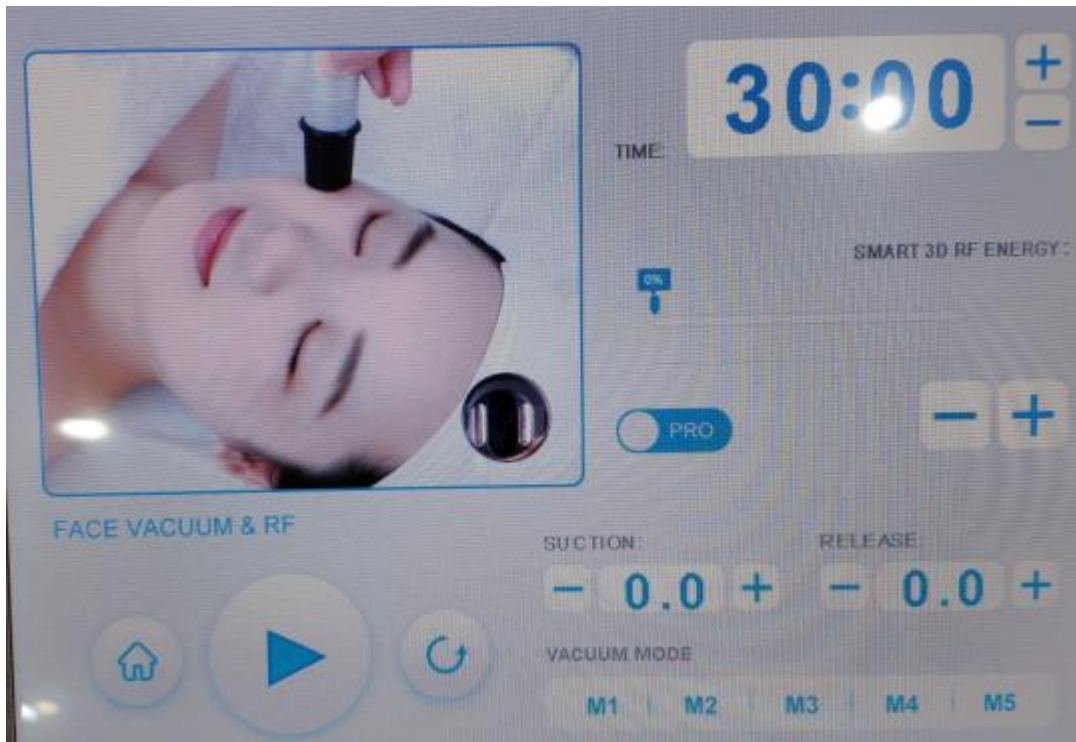 30:00
TIME:
SMART 3D RF ENERGY:
0%
PRO
− +
FACE VACUUM & RF
SUCTION:
− 0.0 +
RELEASE:
− 0.0 +
VACUUM MODE
M1 | M2 | M3 | M4 | M5